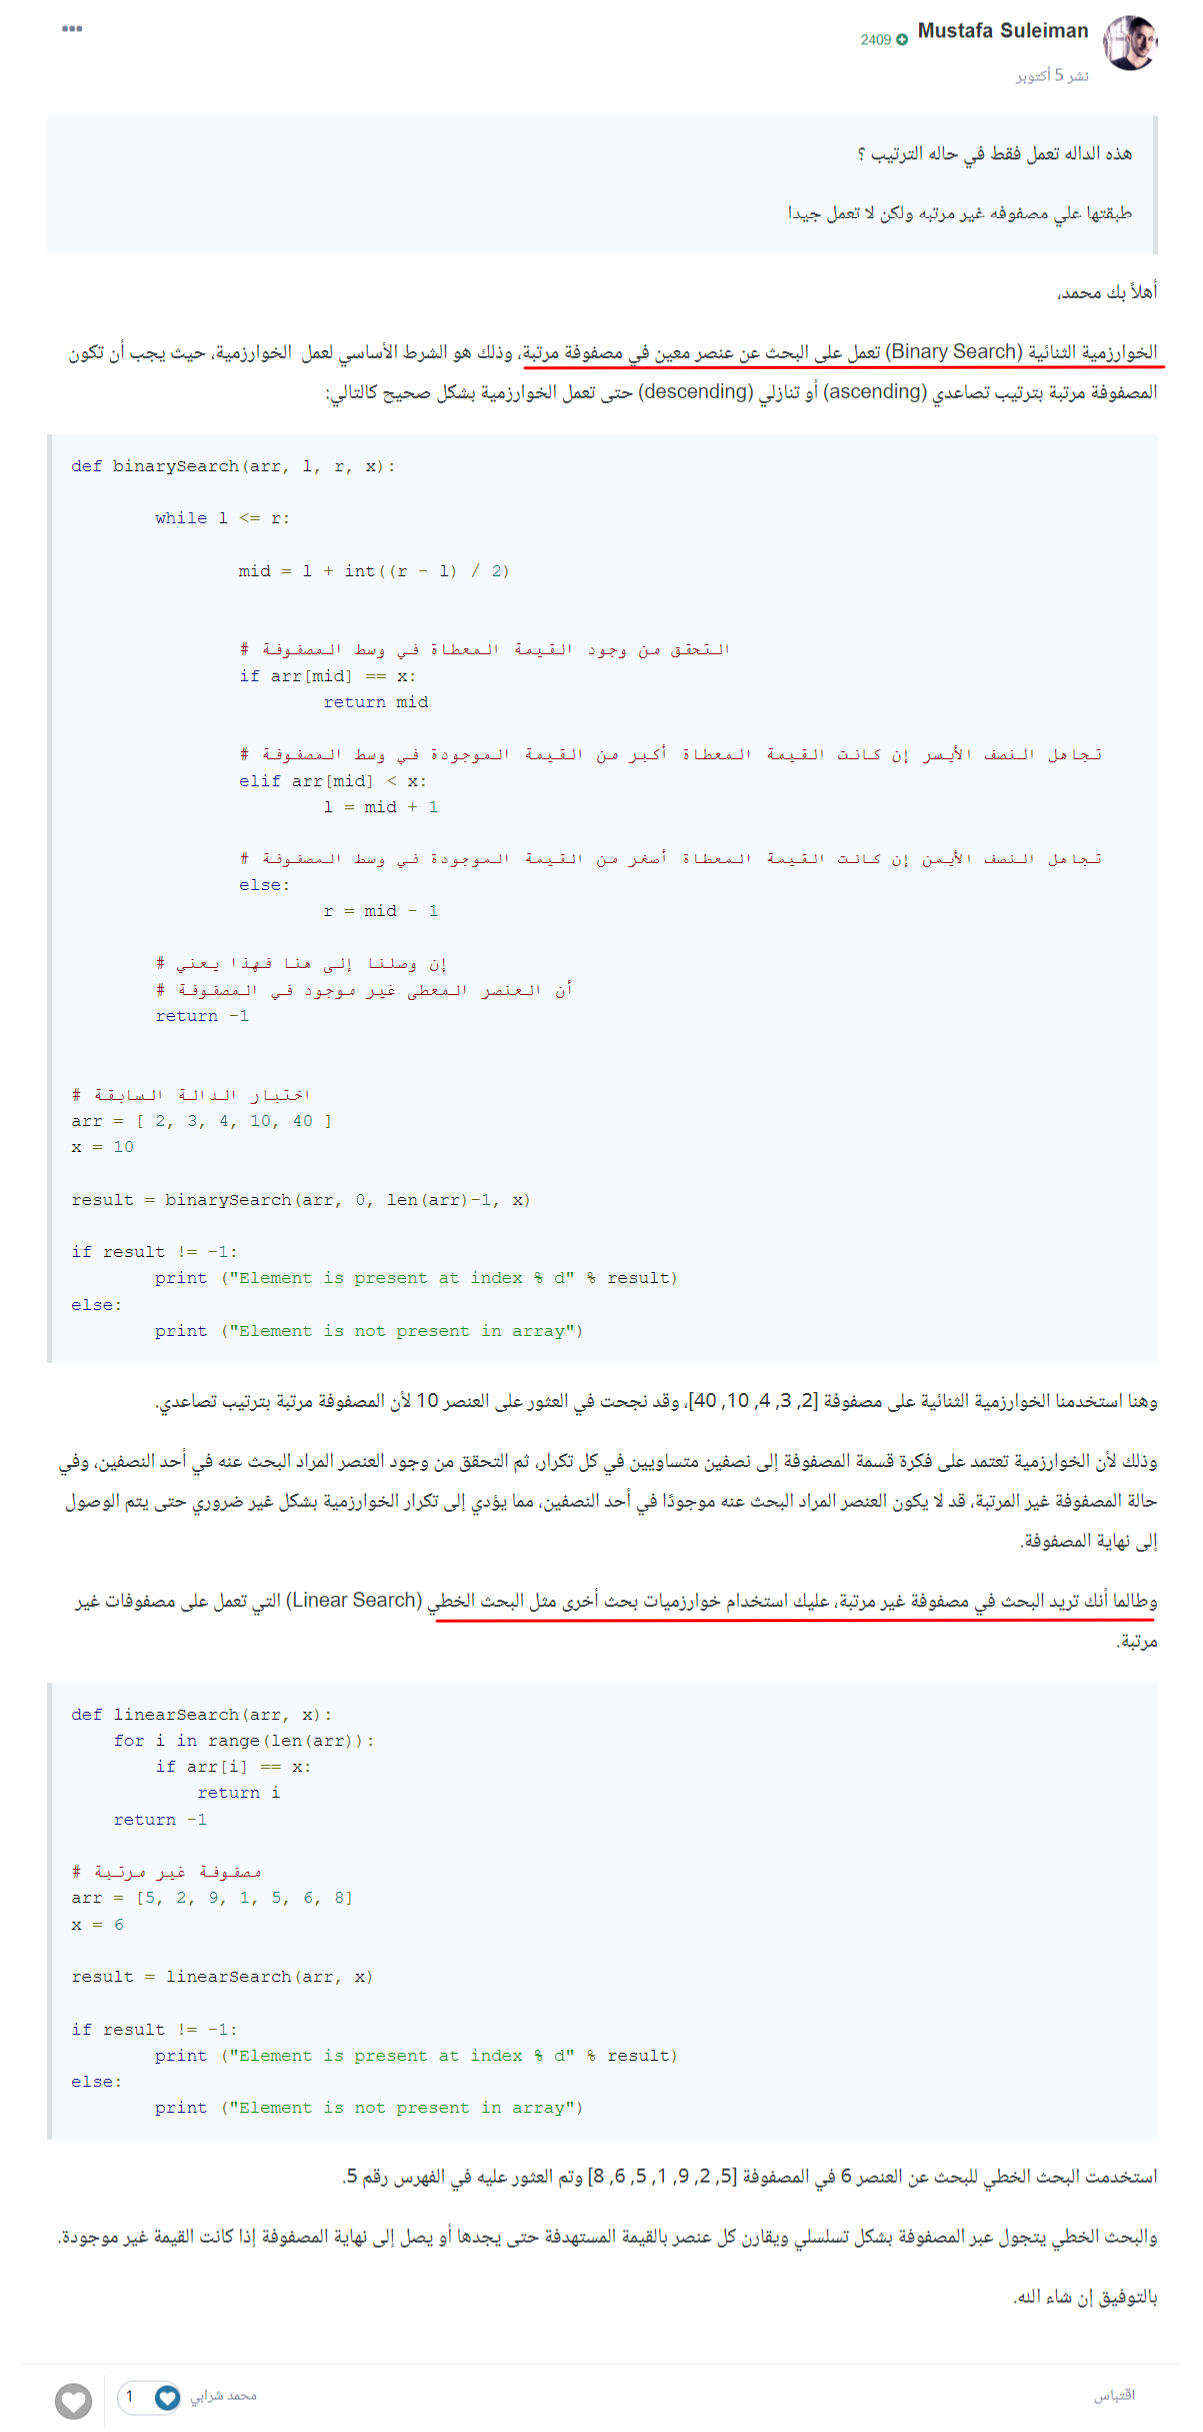 Mustafa Suleiman
2409
نشر 5 أكتوبر
هذه الداله تعمل فقط في حاله الترتيب ؟
طبقتها علي مصفوفه غير مرتبه ولكن لا تعمل جيدا
أهلاً بك محمد،
الخوارزمية الثنائية (Binary Search) تعمل على البحث عن عنصر معين في مصفوفة مرتبة، وذلك هو الشرط الأساسي لعمل الخوارزمية، حيث يجب أن تكون
المصفوفة مرتبة بترتيب تصاعدي (ascending) أو تنازلي (descending) حتى تعمل الخوارزمية بشكل صحيح كالتالي:
def binarySearch(arr, l, r, x):
while l <= r:
mid = l + int((r - l) / 2)
# التحقق من وجود القيمة المعطاة في وسط المصفوفة
if arr[mid] == x:
return mid
# تجاهل النصف الأيسر إن كانت القيمة المعطاة أكبر من القيمة الموجودة في وسط المصفوفة
elif arr[mid] < x:
l = mid + 1
# تجاهل النصف الأيمن إن كانت القيمة المعطاة أصغر من القيمة الموجودة في وسط المصفوفة
else:
r = mid - 1
# إن وصلنا إلى هنا فهذا يعني
# أن العنصر المعطى غير موجود في المصفوفة
return -1
# اختبار الدالة السابقة
arr = [ 2, 3, 4, 10, 40 ]
x = 10
result = binarySearch(arr, 0, len(arr)-1, x)
if result != -1:
print ("Element is present at index % d" % result)
else:
print ("Element is not present in array")
وهنا استخدمنا الخوارزمية الثنائية على مصفوفة [2, 3, 4, 10, 40]، وقد نجحت في العثور على العنصر 10 لأن المصفوفة مرتبة بترتيب تصاعدي.
وذلك لأن الخوارزمية تعتمد على فكرة قسمة المصفوفة إلى نصفين متساويين في كل تكرار، ثم التحقق من وجود العنصر المراد البحث عنه في أحد النصفين، وفي
حالة المصفوفة غير المرتبة، قد لا يكون العنصر المراد البحث عنه موجودًا في أحد النصفين، مما يؤدي إلى تكرار الخوارزمية بشكل غير ضروري حتى يتم الوصول
إلى نهاية المصفوفة.
وطالما أنك تريد البحث في مصفوفة غير مرتبة، عليك استخدام خوارزميات بحث أخرى مثل البحث الخطي (Linear Search) التي تعمل على مصفوفات غير
مرتبة.
def linearSearch(arr, x):
for i in range(len(arr)):
if arr[i] == x:
return i
return -1
# مصفوفة غير مرتبة
arr = [5, 2, 9, 1, 5, 6, 8]
x = 6
result = linearSearch(arr, x)
if result != -1:
print ("Element is present at index % d" % result)
else:
print ("Element is not present in array")
استخدمت البحث الخطي للبحث عن العنصر 6 في المصفوفة [5, 2, 9, 1, 5, 6, 8] وتم العثور عليه في الفهرس رقم 5.
والبحث الخطي يتجول عبر المصفوفة بشكل تسلسلي ويقارن كل عنصر بالقيمة المستهدفة حتى يجدها أو يصل إلى نهاية المصفوفة إذا كانت القيمة غير موجودة.
بالتوفيق إن شاء الله.
اقتباس
محمد شرابي
1